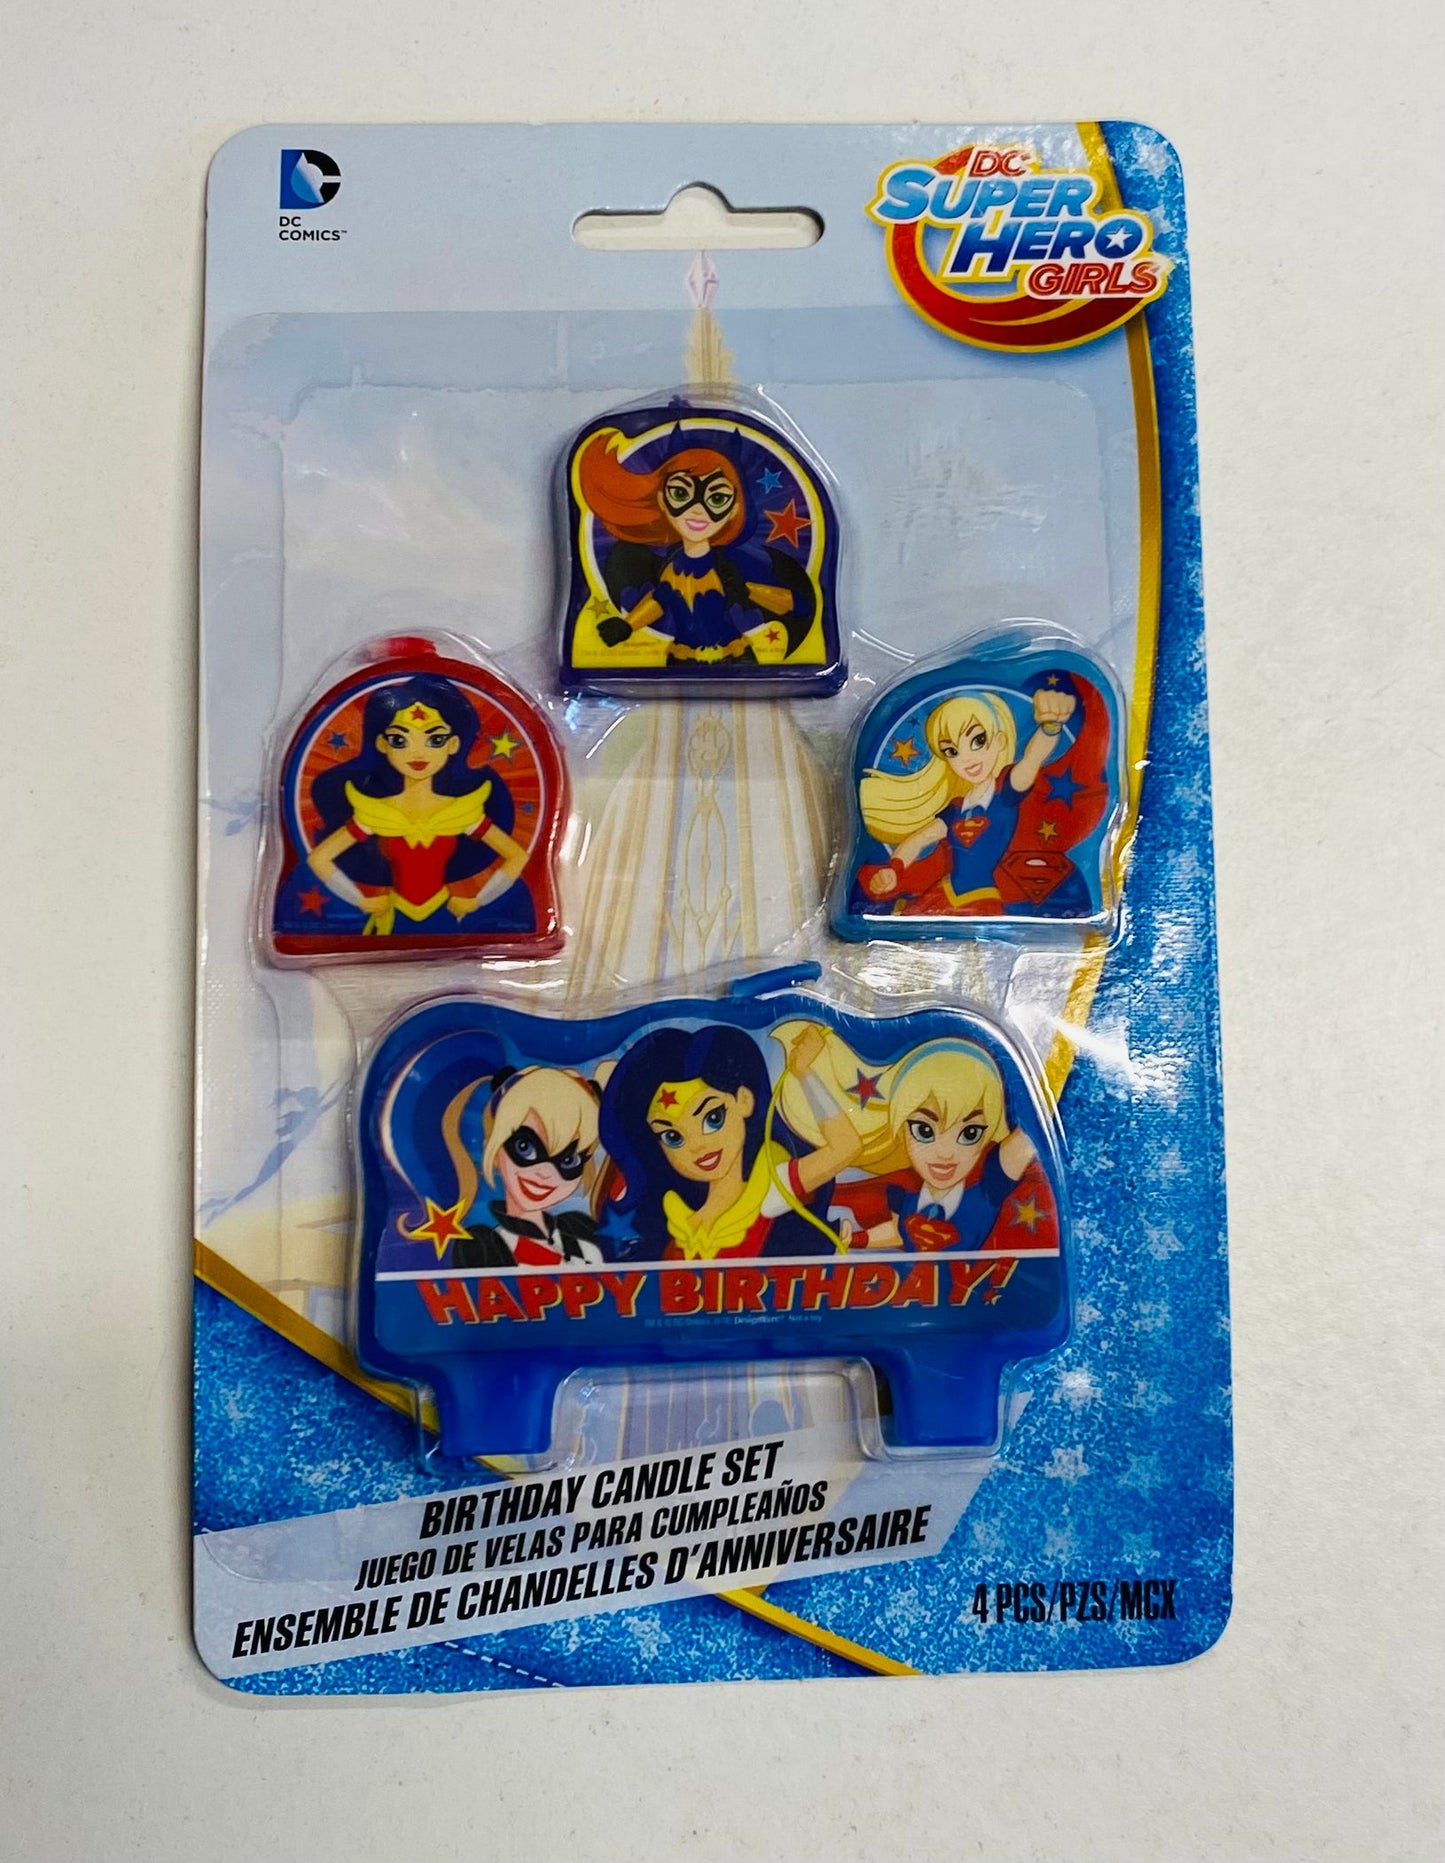 DC
COMICS™
DC
SUPER
HERO
GIRLS
HAPPY BIRTHDAY!
BIRTHDAY CANDLE SET
JUEGO DE VELAS PARA CUMPLEAÑOS
ENSEMBLE DE CHANDELLES D'ANNIVERSAIRE
4 PCS/PZS/MCX